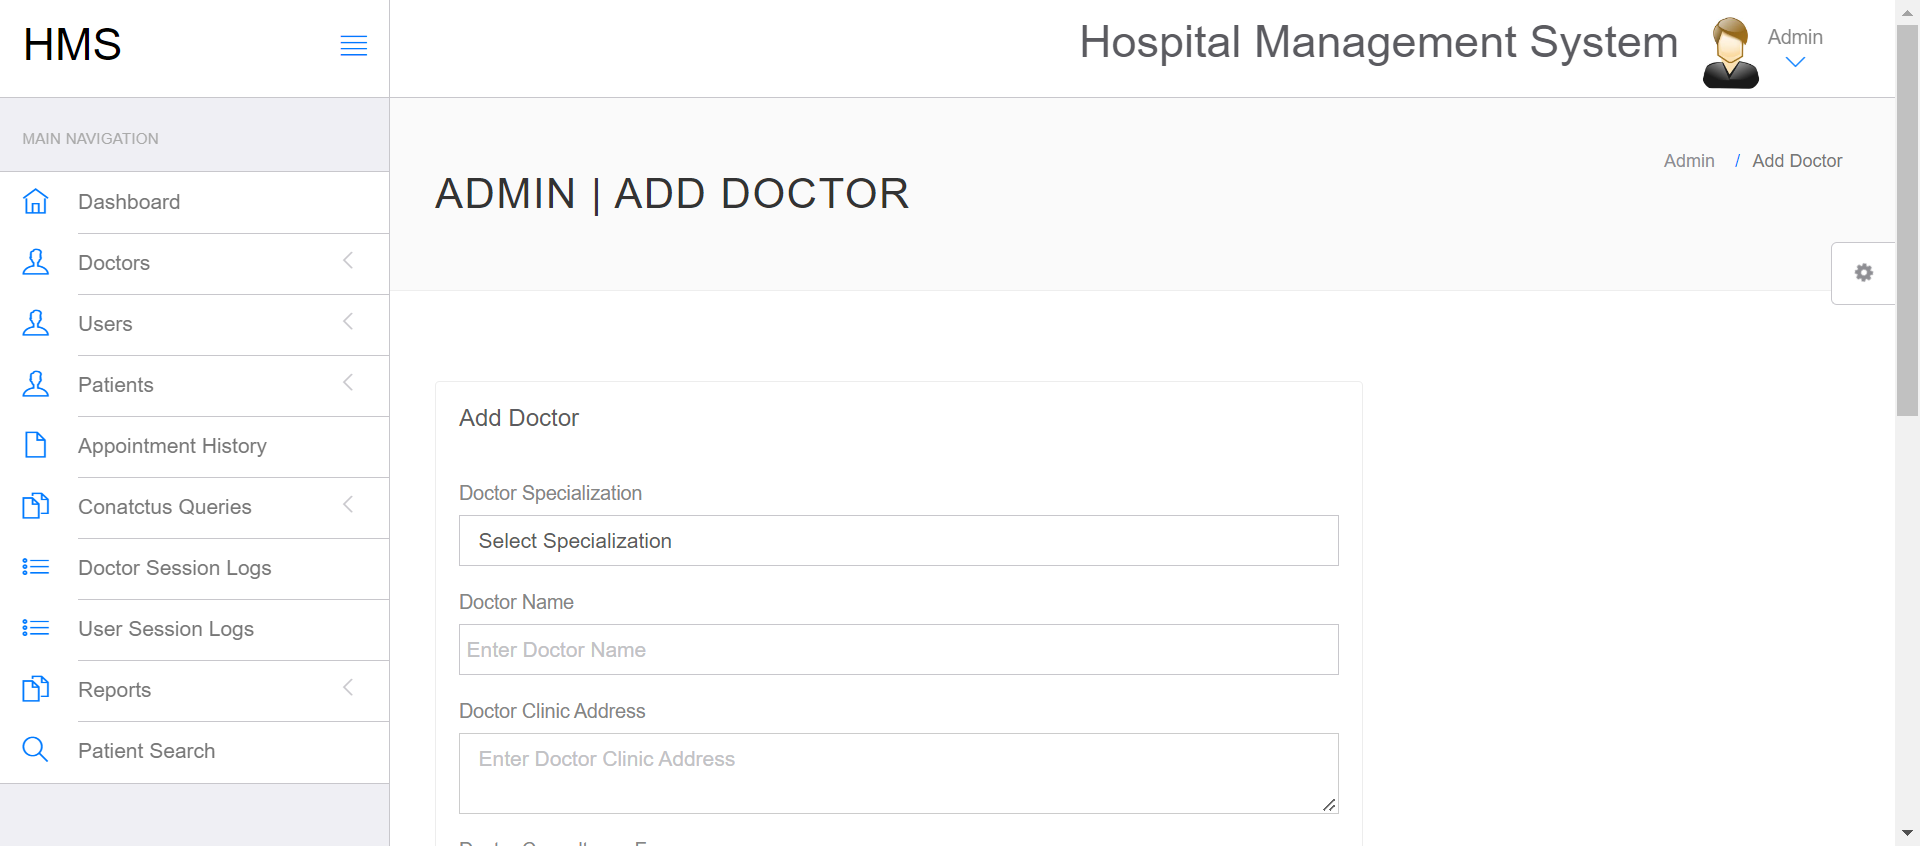 HMS
Hospital Management System
Admin
MAIN NAVIGATION
Dashboard
Doctors
Users
Patients
Appointment History
Conatctus Queries
Doctor Session Logs
User Session Logs
Reports
Patient Search
ADMIN | ADD DOCTOR
Admin / Add Doctor
Add Doctor
Doctor Specialization
Select Specialization
Doctor Name
Enter Doctor Name
Doctor Clinic Address
Enter Doctor Clinic Address